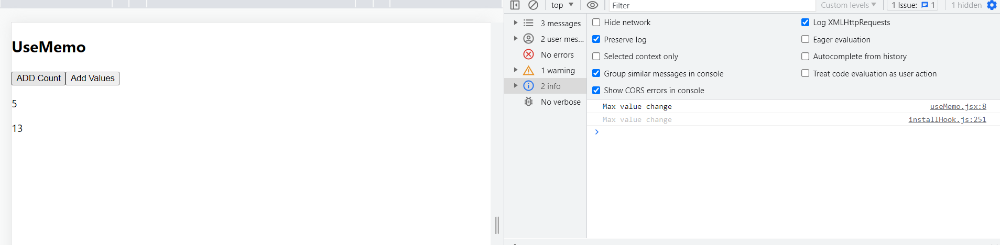 UseMemo
ADD Count Add Values
5
13
top Filter Custom levels 1 Issue: 1 1 hidden
3 messages
2 user mes...
No errors
1 warning
2 info
No verbose
Hide network Log XMLHttpRequests
Preserve log Eager evaluation
Selected context only Autocomplete from history
Group similar messages in console Treat code evaluation as user action
Show CORS errors in console
Max value change useMemo.jsx:8
Max value change installHook.js:251